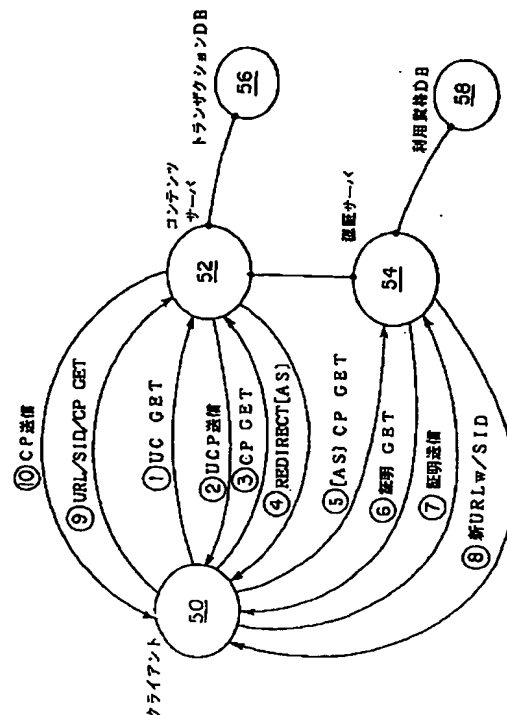 ⑩CP送信
⑨URL/SID/CP GET
①UC GET
②UCP送信
③CP GET
④REDIRECT[AS]
⑤[AS] CP GET
⑥証明 GET
⑦証明送信
⑧新URLw/SID
クライアント
50
コンテンツ
サーバ
52
トランザクションDB
56
認証サーバ
54
利用資格DB
58